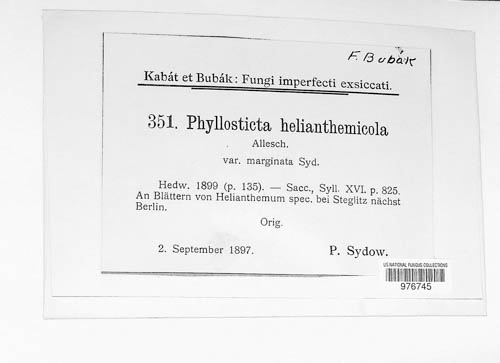 F. Bubák
Kabát et Bubák: Fungi imperfecti exsiccati.
351. Phyllosticta helianthemicola
Allesch.
var. marginata Syd.
Hedw. 1899 (p. 135). — Sacc., Syll. XVI. p. 825.
An Blättern von Helianthemum spec. bei Steglitz nächst
Berlin.
Orig.
2. September 1897. P. Sydow.
US NATIONAL FUNGUS COLLECTIONS
976745